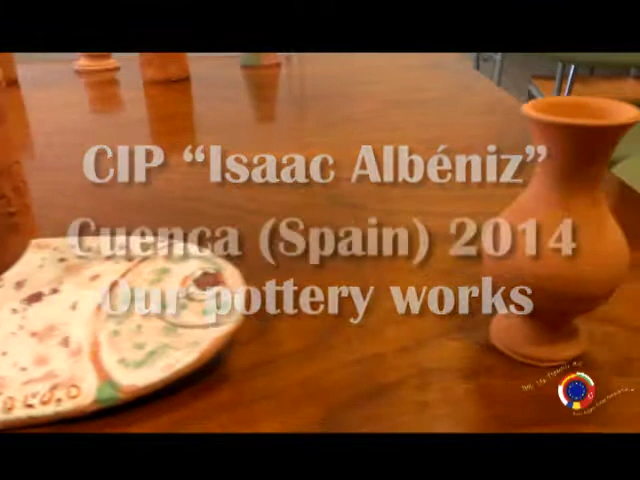 CIP “Isaac Albéniz”
Cuenca (Spain) 2014
Our pottery works